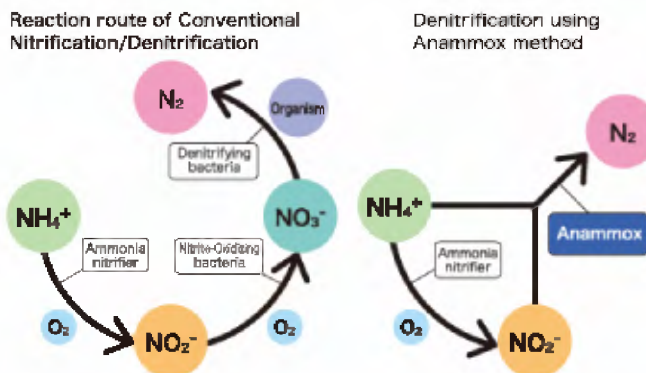 Reaction route of Conventional
Nitrification/Denitrification
N₂
Organism
Denitrifying
bacteria
NH₄⁺
NO₃⁻
Ammonia
nitrifier
Nitrite-Oxidizing
bacteria
O₂
O₂
NO₂⁻
Denitrification using
Anammox method
N₂
NH₄⁺
Anammox
Ammonia
nitrifier
O₂
NO₂⁻